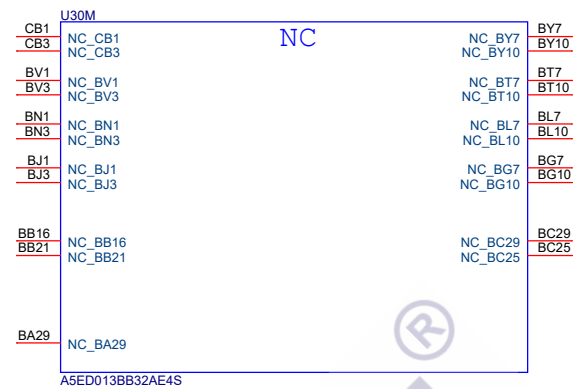 U30M
NC
CB1 NC_CB1 NC_BY7 BY7
CB3 NC_CB3 NC_BY10 BY10
BV1 NC_BV1 NC_BT7 BT7
BV3 NC_BV3 NC_BT10 BT10
BN1 NC_BN1 NC_BL7 BL7
BN3 NC_BN3 NC_BL10 BL10
BJ1 NC_BJ1 NC_BG7 BG7
BJ3 NC_BJ3 NC_BG10 BG10
BB16 NC_BB16 NC_BC29 BC29
BB21 NC_BB21 NC_BC25 BC25
BA29 NC_BA29
®
A5ED013BB32AE4S